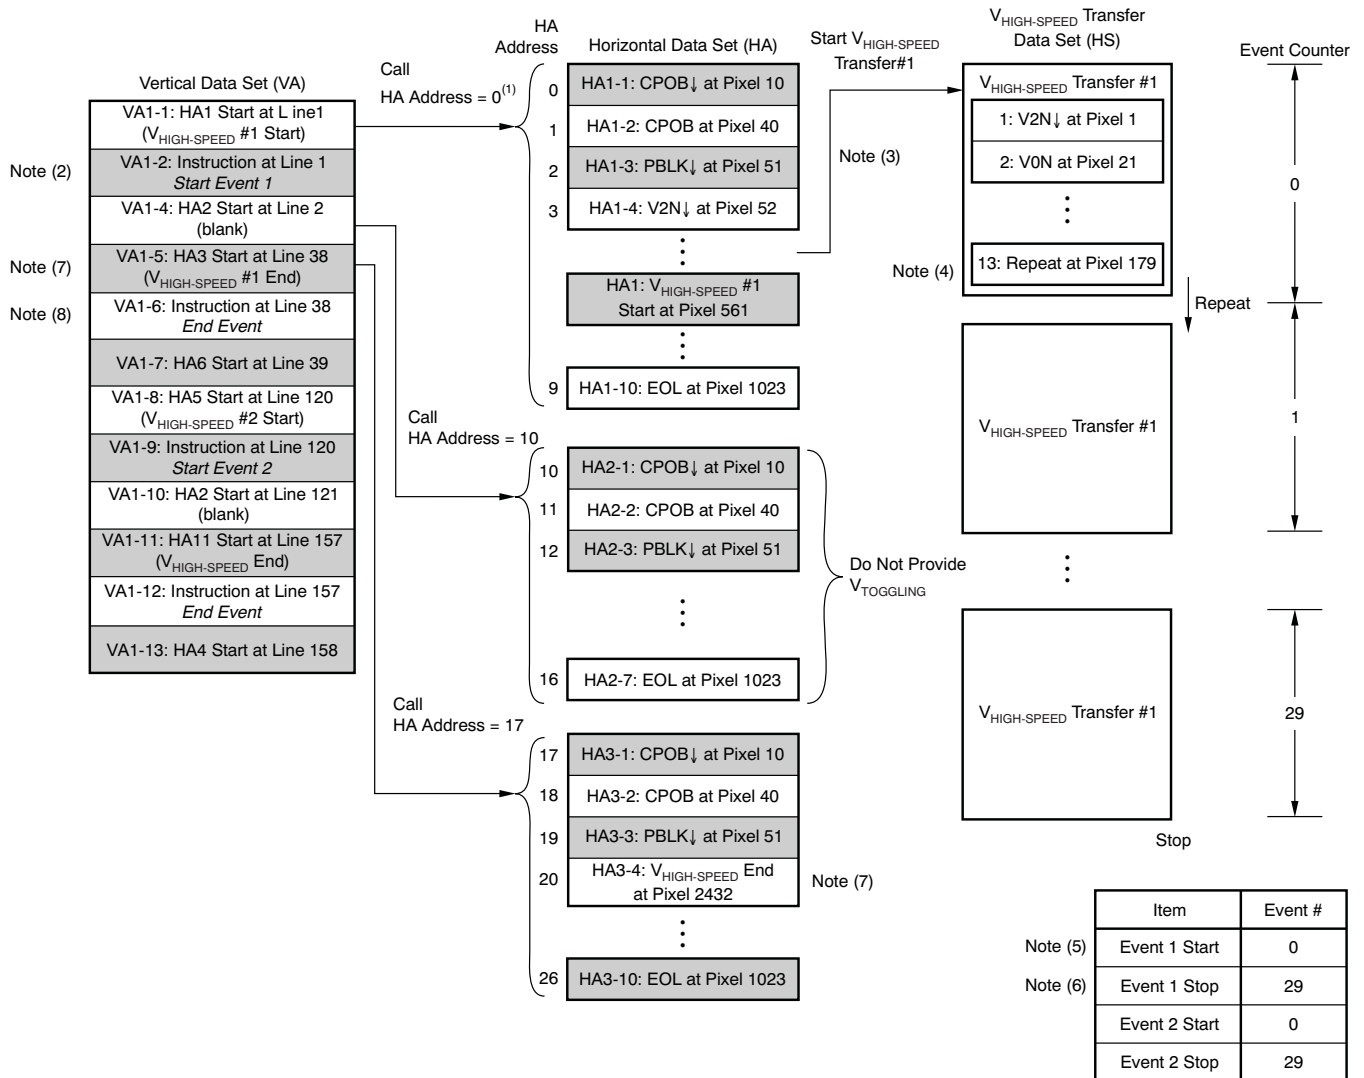 Vertical Data Set (VA)
VA1-1: HA1 Start at L ine1
(VHIGH-SPEED #1 Start)
Note (2)
VA1-2: Instruction at Line 1
Start Event 1
VA1-4: HA2 Start at Line 2
(blank)
Note (7)
VA1-5: HA3 Start at Line 38
(VHIGH-SPEED #1 End)
Note (8)
VA1-6: Instruction at Line 38
End Event
VA1-7: HA6 Start at Line 39
VA1-8: HA5 Start at Line 120
(VHIGH-SPEED #2 Start)
VA1-9: Instruction at Line 120
Start Event 2
VA1-10: HA2 Start at Line 121
(blank)
VA1-11: HA11 Start at Line 157
(VHIGH-SPEED End)
VA1-12: Instruction at Line 157
End Event
VA1-13: HA4 Start at Line 158
Call
HA Address = 0(1)
HA
Address
Horizontal Data Set (HA)
0 HA1-1: CPOB↓ at Pixel 10
1 HA1-2: CPOB at Pixel 40
2 HA1-3: PBLK↓ at Pixel 51
3 HA1-4: V2N↓ at Pixel 52
HA1: VHIGH-SPEED #1
Start at Pixel 561
9 HA1-10: EOL at Pixel 1023
Call
HA Address = 10
10 HA2-1: CPOB↓ at Pixel 10
11 HA2-2: CPOB at Pixel 40
12 HA2-3: PBLK↓ at Pixel 51
16 HA2-7: EOL at Pixel 1023
Do Not Provide
VTOGGLING
Call
HA Address = 17
17 HA3-1: CPOB↓ at Pixel 10
18 HA3-2: CPOB at Pixel 40
19 HA3-3: PBLK↓ at Pixel 51
20 HA3-4: VHIGH-SPEED End
at Pixel 2432
Note (7)
26 HA3-10: EOL at Pixel 1023
Start VHIGH-SPEED
Transfer#1
Note (3)
VHIGH-SPEED Transfer
Data Set (HS)
VHIGH-SPEED Transfer #1
1: V2N↓ at Pixel 1
2: V0N at Pixel 21
Note (4)
13: Repeat at Pixel 179
Repeat
VHIGH-SPEED Transfer #1
VHIGH-SPEED Transfer #1
Stop
Event Counter
0
1
29
Item Event #
Note (5) Event 1 Start 0
Note (6) Event 1 Stop 29
Event 2 Start 0
Event 2 Stop 29